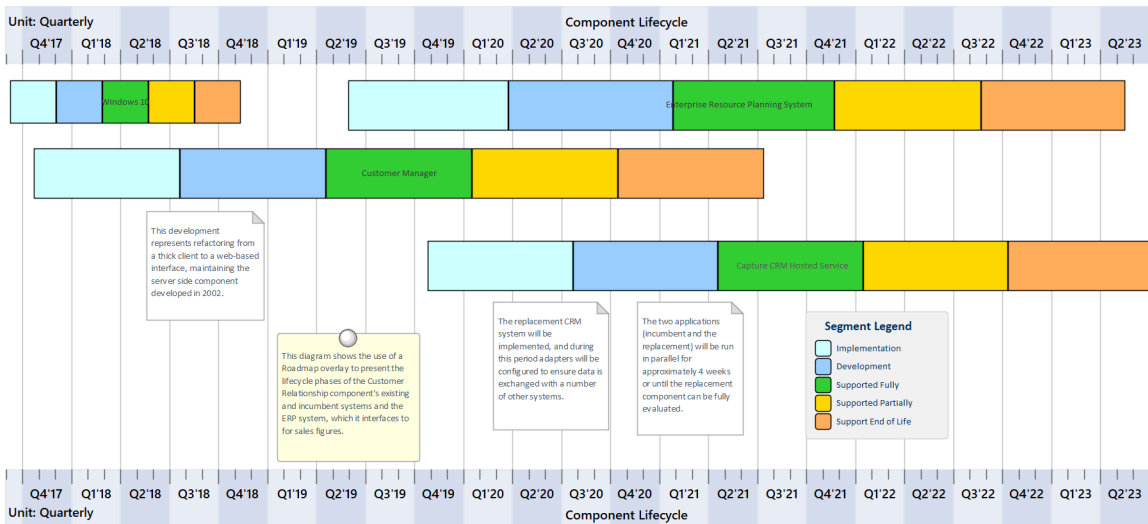 Unit: Quarterly
Component Lifecycle
Q4'17 Q1'18 Q2'18 Q3'18 Q4'18 Q1'19 Q2'19 Q3'19 Q4'19 Q1'20 Q2'20 Q3'20 Q4'20 Q1'21 Q2'21 Q3'21 Q4'21 Q1'22 Q2'22 Q3'22 Q4'22 Q1'23 Q2'23
Windows 10
Enterprise Resource Planning System
Customer Manager
This development
represents refactoring from
a thick client to a web-based
interface, maintaining the
server side component
developed in 2002.
Capture CRM Hosted Service
This diagram shows the use of a
Roadmap overlay to present the
lifecycle phases of the Customer
Relationship component's existing
and incumbent systems and the
ERP system, which it interfaces to
for sales figures.
The replacement CRM
system will be
implemented, and during
this period adapters will be
configured to ensure data is
exchanged with a number
of other systems.
The two applications
(incumbent and the
replacement) will be run
in parallel for
approximately 4 weeks
or until the replacement
component can be fully
evaluated.
Segment Legend
Implementation
Development
Supported Fully
Supported Partially
Support End of Life
Q4'17 Q1'18 Q2'18 Q3'18 Q4'18 Q1'19 Q2'19 Q3'19 Q4'19 Q1'20 Q2'20 Q3'20 Q4'20 Q1'21 Q2'21 Q3'21 Q4'21 Q1'22 Q2'22 Q3'22 Q4'22 Q1'23 Q2'23
Unit: Quarterly
Component Lifecycle